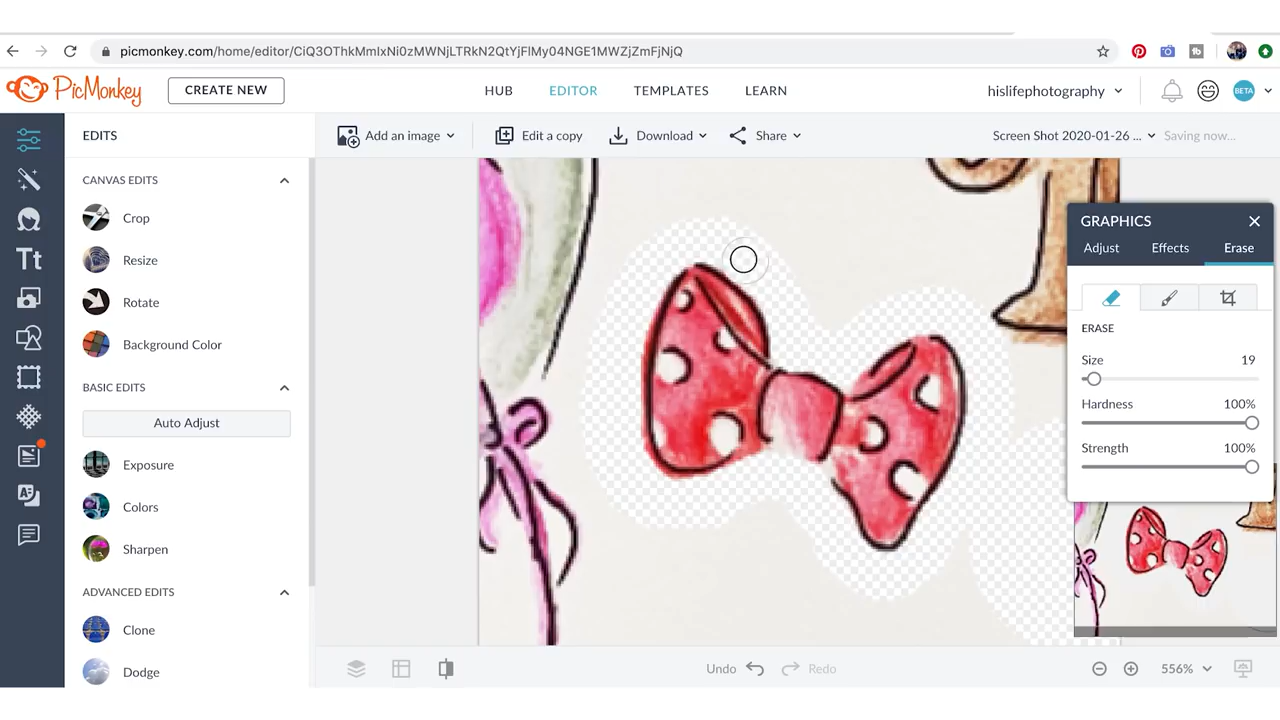 picmonkey.com/home/editor/CiQ3OThkMmIxNi0zMWNjLTRkN2QtYjFlMy04NGE1MWZjZmFjNjQ
PicMonkey
CREATE NEW
HUB
EDITOR
TEMPLATES
LEARN
hislifephotography
BETA
EDITS
Add an image
Edit a copy
Download
Share
Screen Shot 2020-01-26 ...
Saving now...
CANVAS EDITS
Crop
Resize
Rotate
Background Color
BASIC EDITS
Auto Adjust
Exposure
Colors
Sharpen
ADVANCED EDITS
Clone
Dodge
Tt
GRAPHICS
Adjust
Effects
Erase
ERASE
Size
19
Hardness
100%
Strength
100%
Undo
Redo
556%